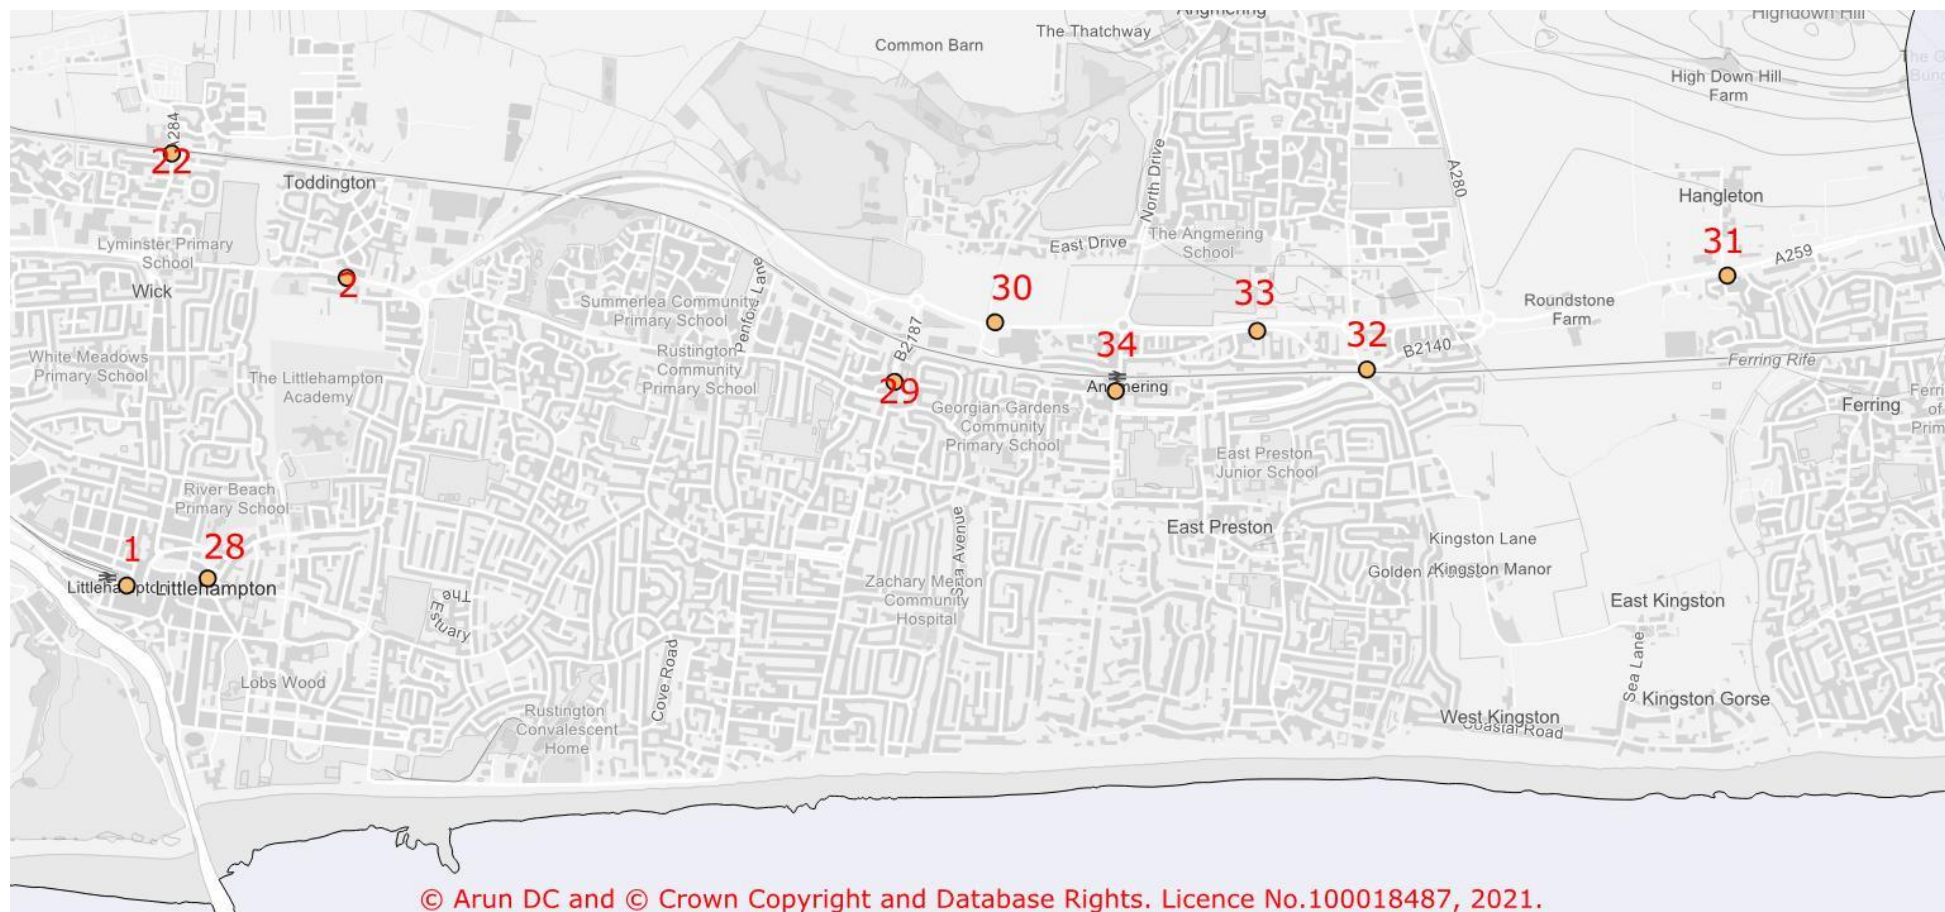 Angmering
Highdown Hill
The Thatchway
Common Barn
High Down Hill
Farm
A284
22
Toddington
North Drive
A280
Hangleton
East Drive
The Angmering
School
31
A259
Lyminster Primary
School
Wick
2
Penfold Lane
30
33
Summerlea Community
Primary School
Roundstone
Farm
B2187
34
32
B2140
Ferring Rife
White Meadows
Primary School
Rustington
Community
Primary School
The Littlehampton
Academy
29
Angmering
Georgian Gardens
Community
Primary School
Ferring
East Preston
Junior School
River Beach
Primary School
Sea Avenue
East Preston
Kingston Lane
1
28
Littlehampton
Littlehampton
The
Estuary
Zachary Merton
Community
Hospital
Kingston Manor
East Kingston
Sea Lane
Cove Road
Lobs Wood
Kingston Gorse
Rustington
Convalescent
Home
West Kingston
Coastal Road
© Arun DC and © Crown Copyright and Database Rights. Licence No.100018487, 2021.